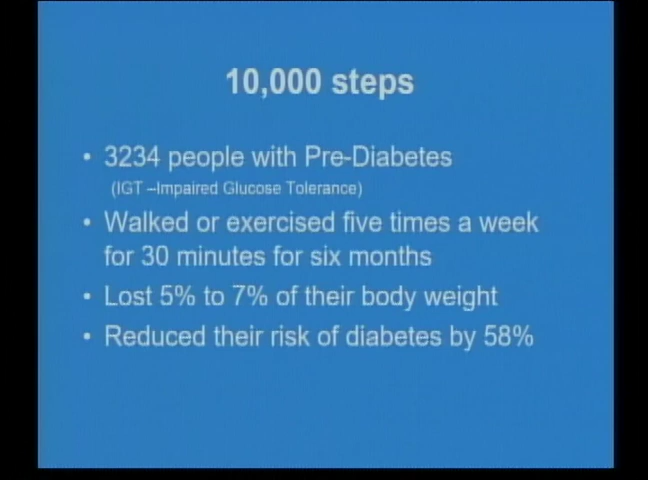 10,000 steps
• 3234 people with Pre-Diabetes
(IGT –Impaired Glucose Tolerance)
• Walked or exercised five times a week
for 30 minutes for six months
• Lost 5% to 7% of their body weight
• Reduced their risk of diabetes by 58%